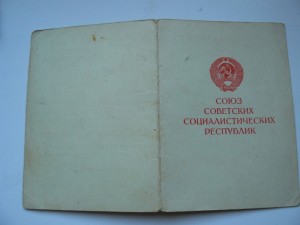 СОЮЗ
СОВЕТСКИХ
СОЦИАЛИСТИЧЕСКИХ
РЕСПУБЛИК